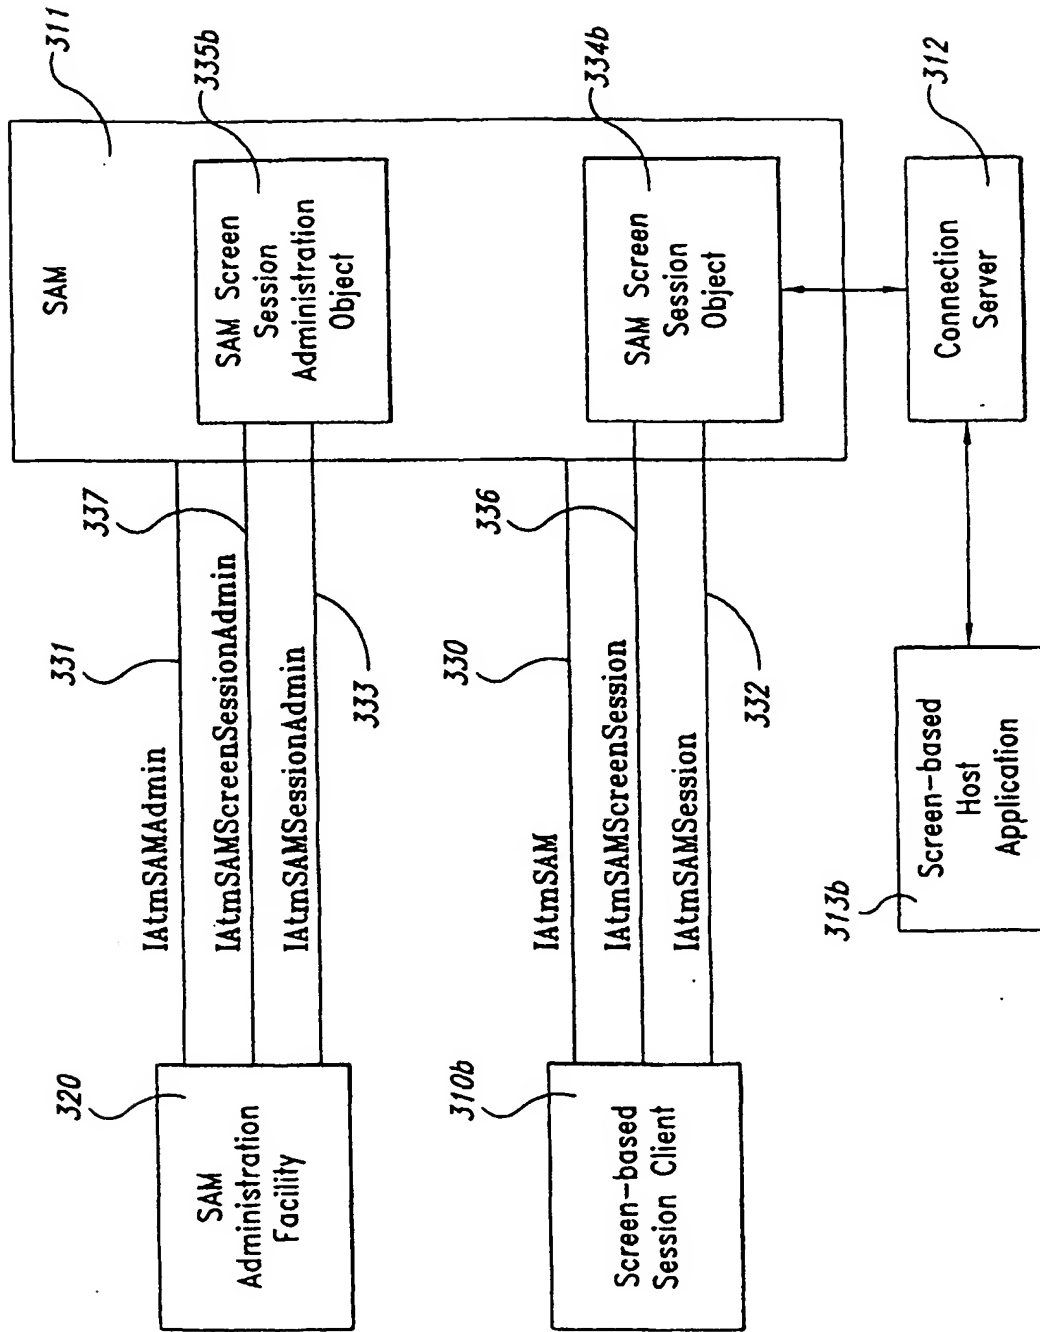 320
SAM
Administration
Facility
331
IAtmSAMAdmin
337
IAtmSAMScreenSessionAdmin
333
IAtmSAMSessionAdmin
311
SAM
335b
SAM Screen
Session
Administration
Object
310b
Screen-based
Session Client
330
IAtmSAM
336
IAtmSAMScreenSession
332
IAtmSAMSession
334b
SAM Screen
Session
Object
313b
Screen-based
Host
Application
312
Connection
Server